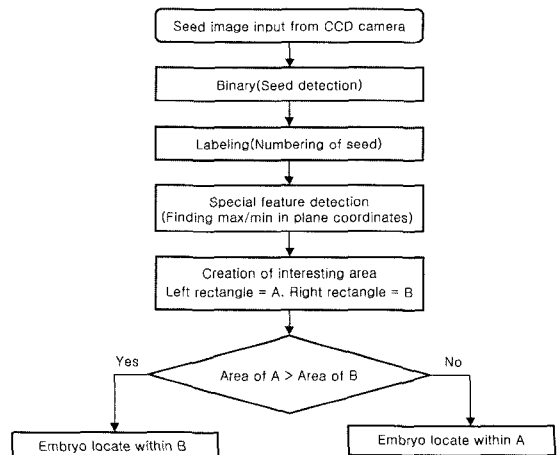 Seed image input from CCD camera
Binary(Seed detection)
Labeling(Numbering of seed)
Special feature detection
(Finding max/min in plane coordinates)
Creation of interesting area
Left rectangle = A, Right rectangle = B
Yes
Area of A > Area of B
No
Embryo locate within B
Embryo locate within A